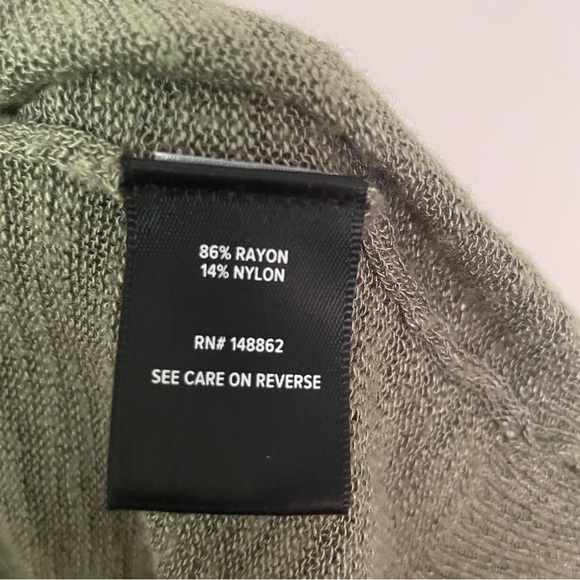 86% RAYON
14% NYLON
RN# 148862
SEE CARE ON REVERSE